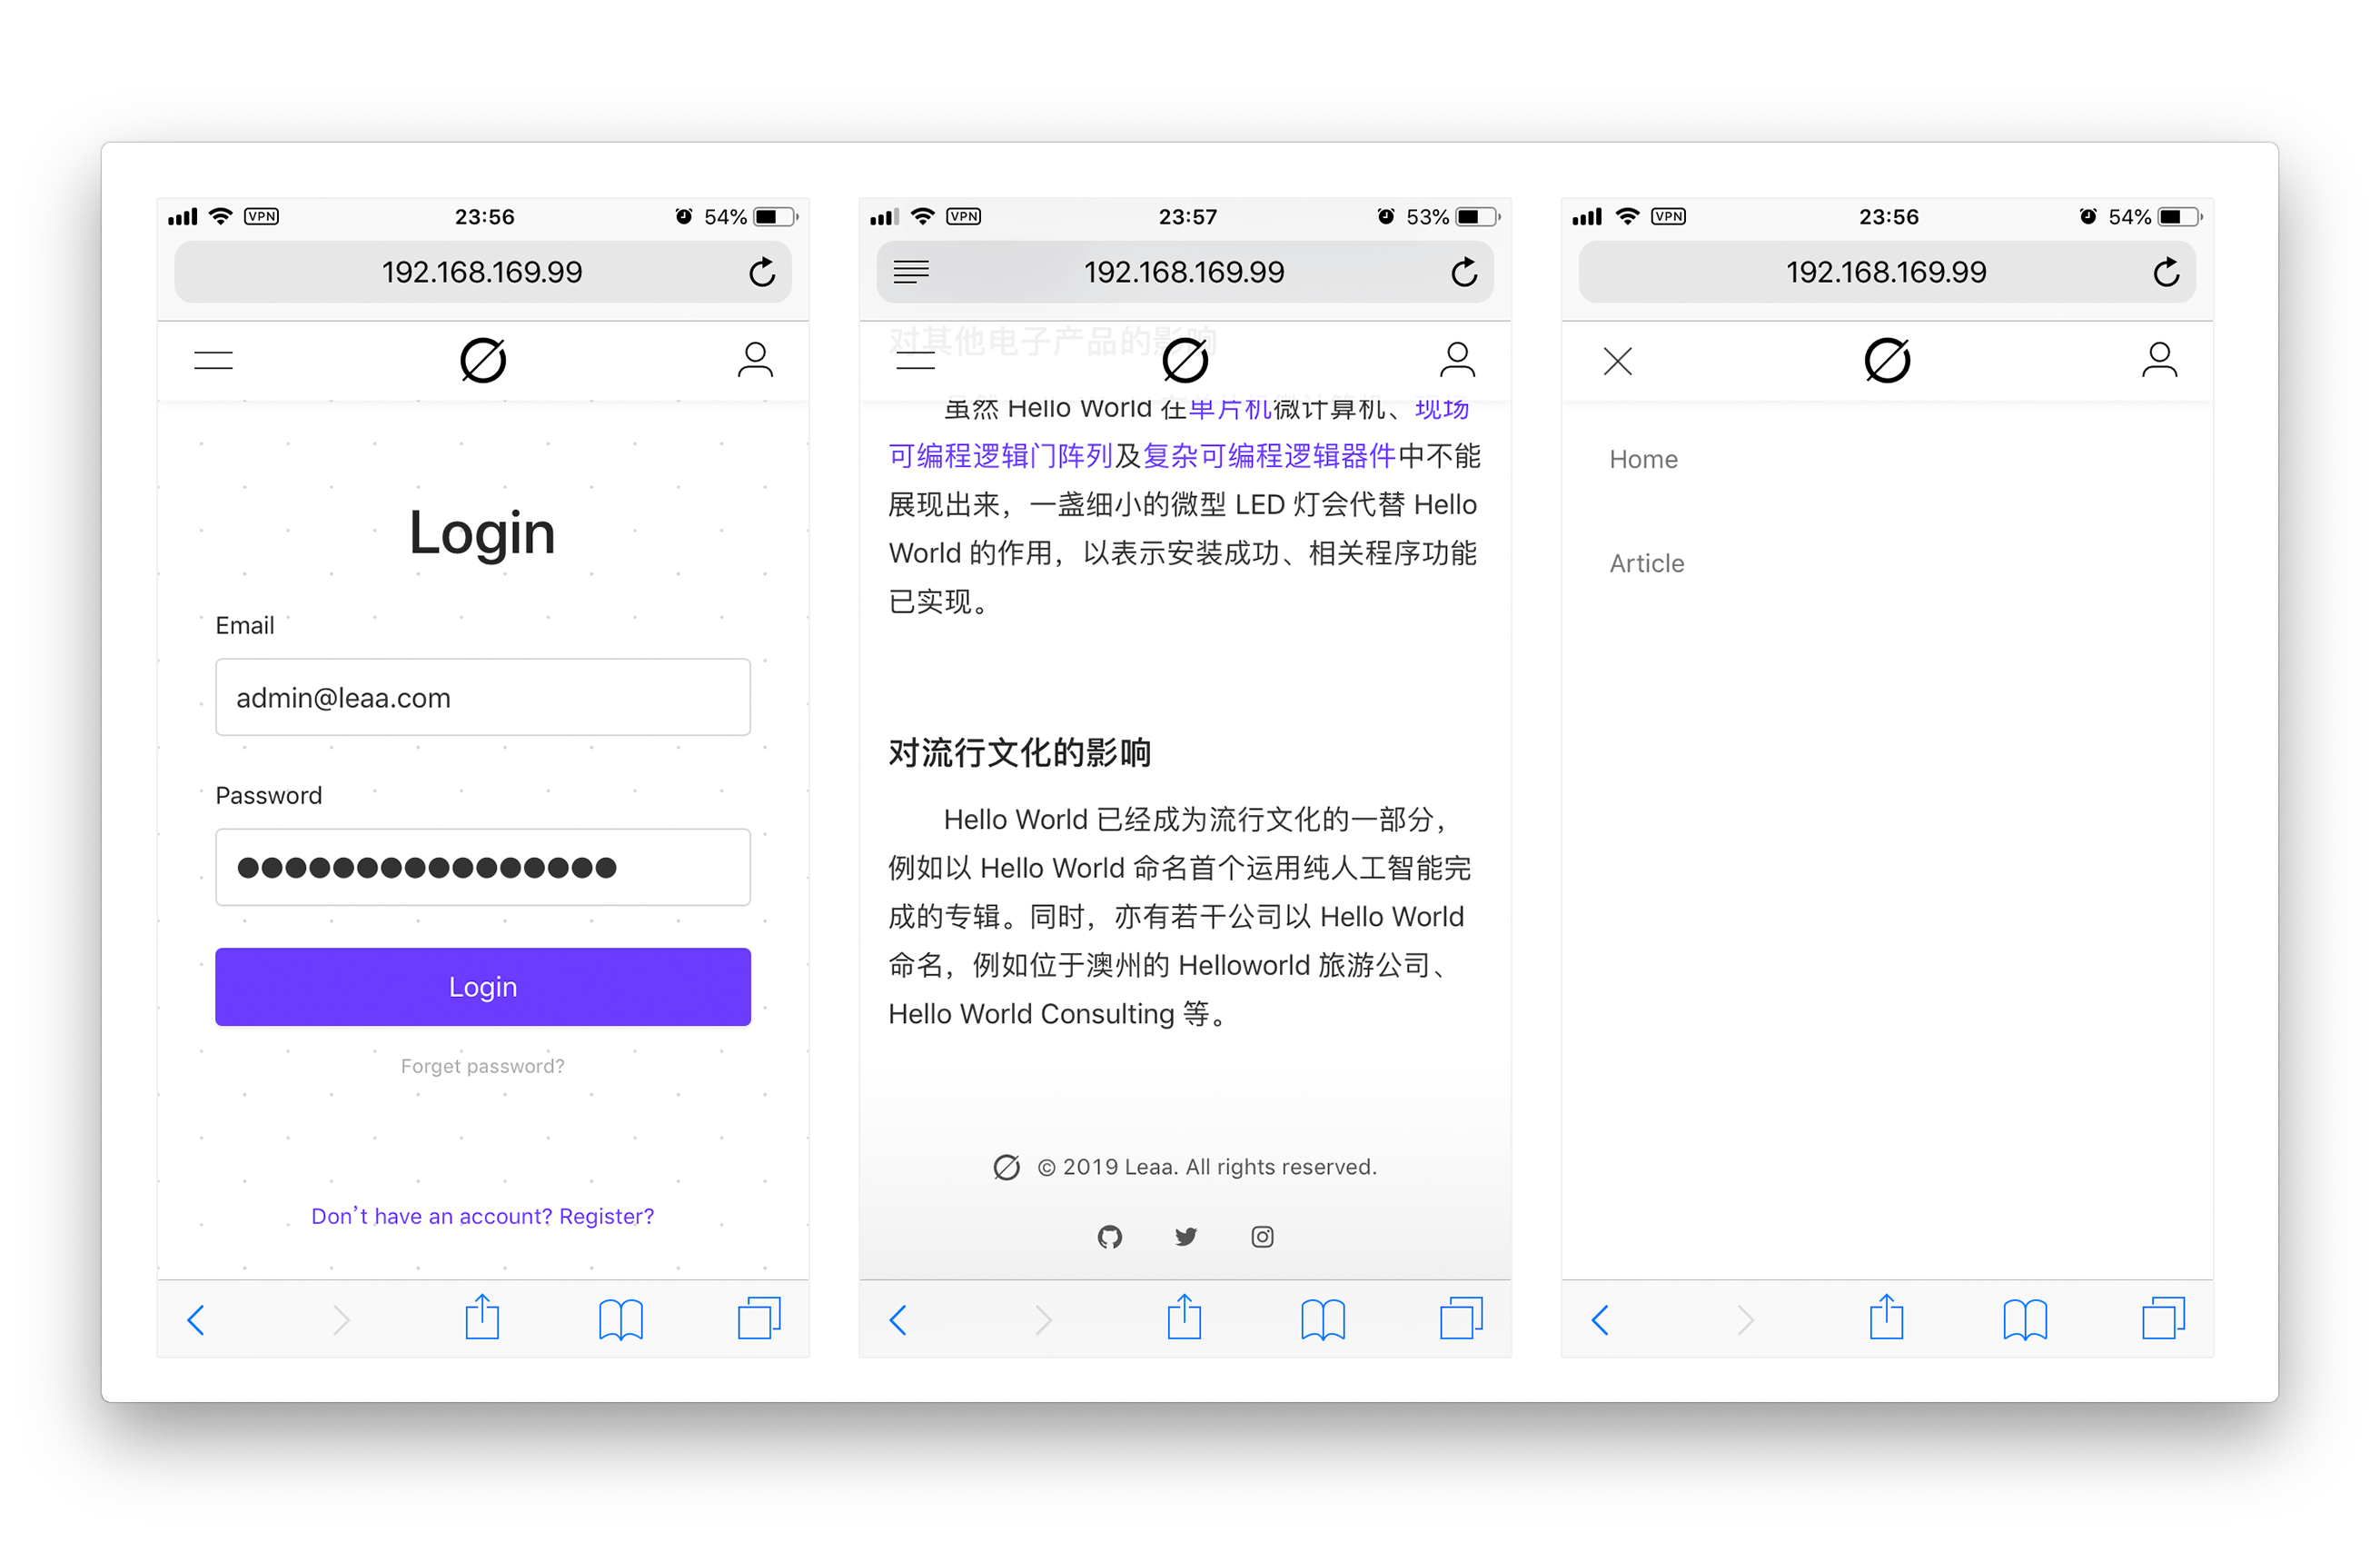 VPN
23:56
54%
192.168.169.99
Login
Email
admin@leaa.com
Password
Login
Forget password?
Don't have an account? Register?
VPN
23:57
53%
192.168.169.99
对其他电子产品的影响
虽然 Hello World 在单片机微计算机、现场
可编程逻辑门阵列及复杂可编程逻辑器件中不能
展现出来，一盏细小的微型 LED 灯会代替 Hello
World 的作用，以表示安装成功、相关程序功能
已实现。
对流行文化的影响
Hello World 已经成为流行文化的一部分，
例如以 Hello World 命名首个运用纯人工智能完
成的专辑。同时，亦有若干公司以 Hello World
命名，例如位于澳州的 Helloworld 旅游公司、
Hello World Consulting 等。
© 2019 Leaa. All rights reserved.
VPN
23:56
54%
192.168.169.99
Home
Article